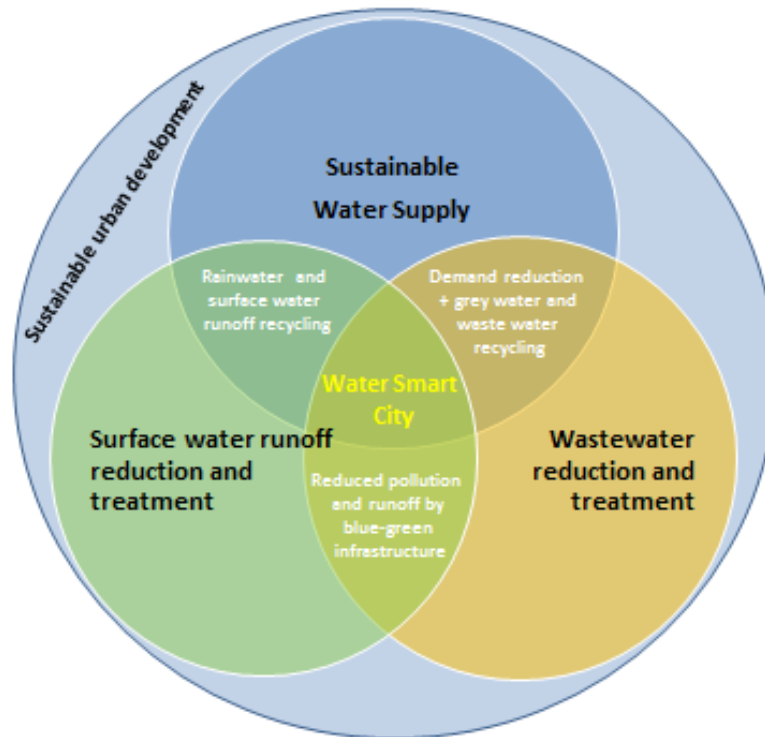 Sustainable urban development
Sustainable
Water Supply
Rainwater and
surface water
runoff recycling
Demand reduction
+ grey water and
waste water
recycling
Water Smart
City
Surface water runoff
reduction and
treatment
Wastewater
reduction and
treatment
Reduced pollution
and runoff by
blue-green
infrastructure